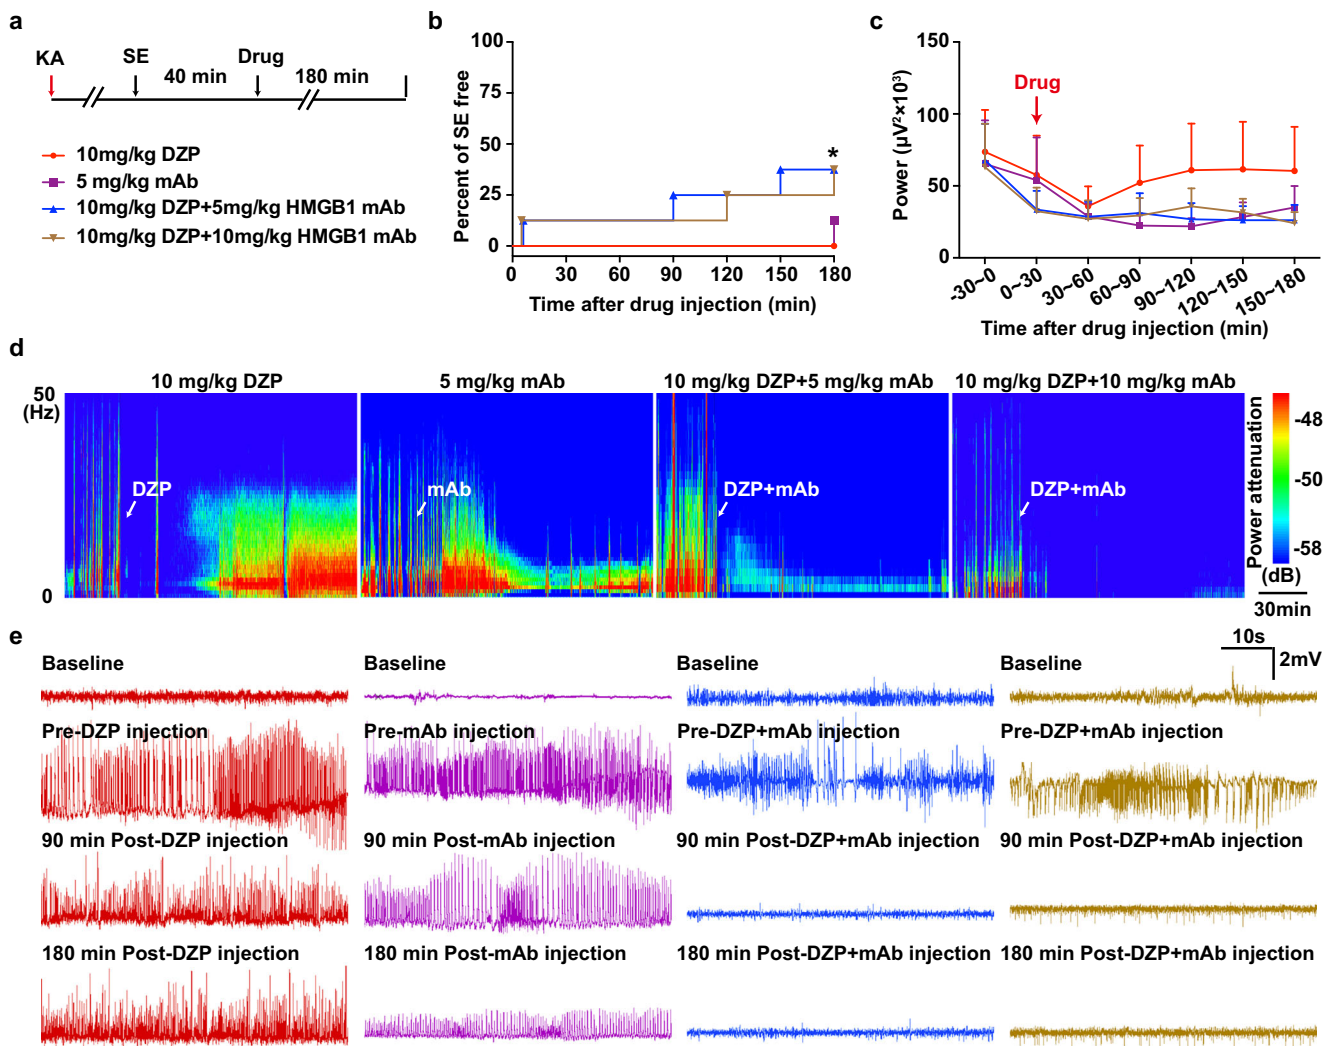 a
KA
SE
Drug
40 min
180 min
10mg/kg DZP
5 mg/kg mAb
10mg/kg DZP+5mg/kg HMGB1 mAb
10mg/kg DZP+10mg/kg HMGB1 mAb
b
Percent of SE free
100
75
50
25
0
*
0 30 60 90 120 150 180
Time after drug injection (min)
c
Power (μV²×10³)
150
100
50
0
Drug
-30~0 0~30 30~60 60~90 90~120 120~150 150~180
Time after drug injection (min)
d
10 mg/kg DZP
5 mg/kg mAb
10 mg/kg DZP+5 mg/kg mAb
10 mg/kg DZP+10 mg/kg mAb
50
(Hz)
0
DZP
mAb
DZP+mAb
DZP+mAb
Power attenuation
-48
-50
-58
(dB)
30min
e
10s
2mV
Baseline
Baseline
Baseline
Baseline
Pre-DZP injection
Pre-mAb injection
Pre-DZP+mAb injection
Pre-DZP+mAb injection
90 min Post-DZP injection
90 min Post-mAb injection
90 min Post-DZP+mAb injection
90 min Post-DZP+mAb injection
180 min Post-DZP injection
180 min Post-mAb injection
180 min Post-DZP+mAb injection
180 min Post-DZP+mAb injection